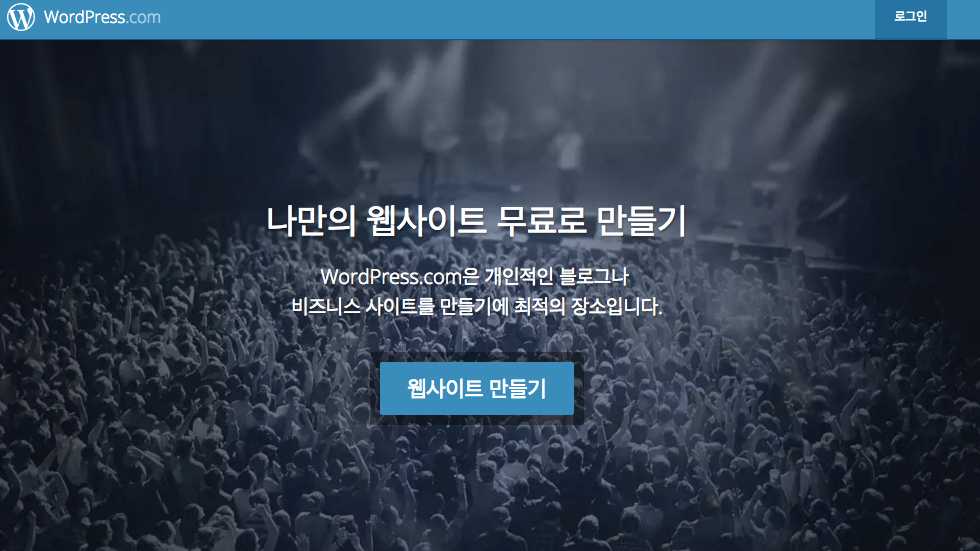 WordPress.com
로그인
나만의 웹사이트 무료로 만들기
WordPress.com은 개인적인 블로그나
비즈니스 사이트를 만들기에 최적의 장소입니다.
웹사이트 만들기